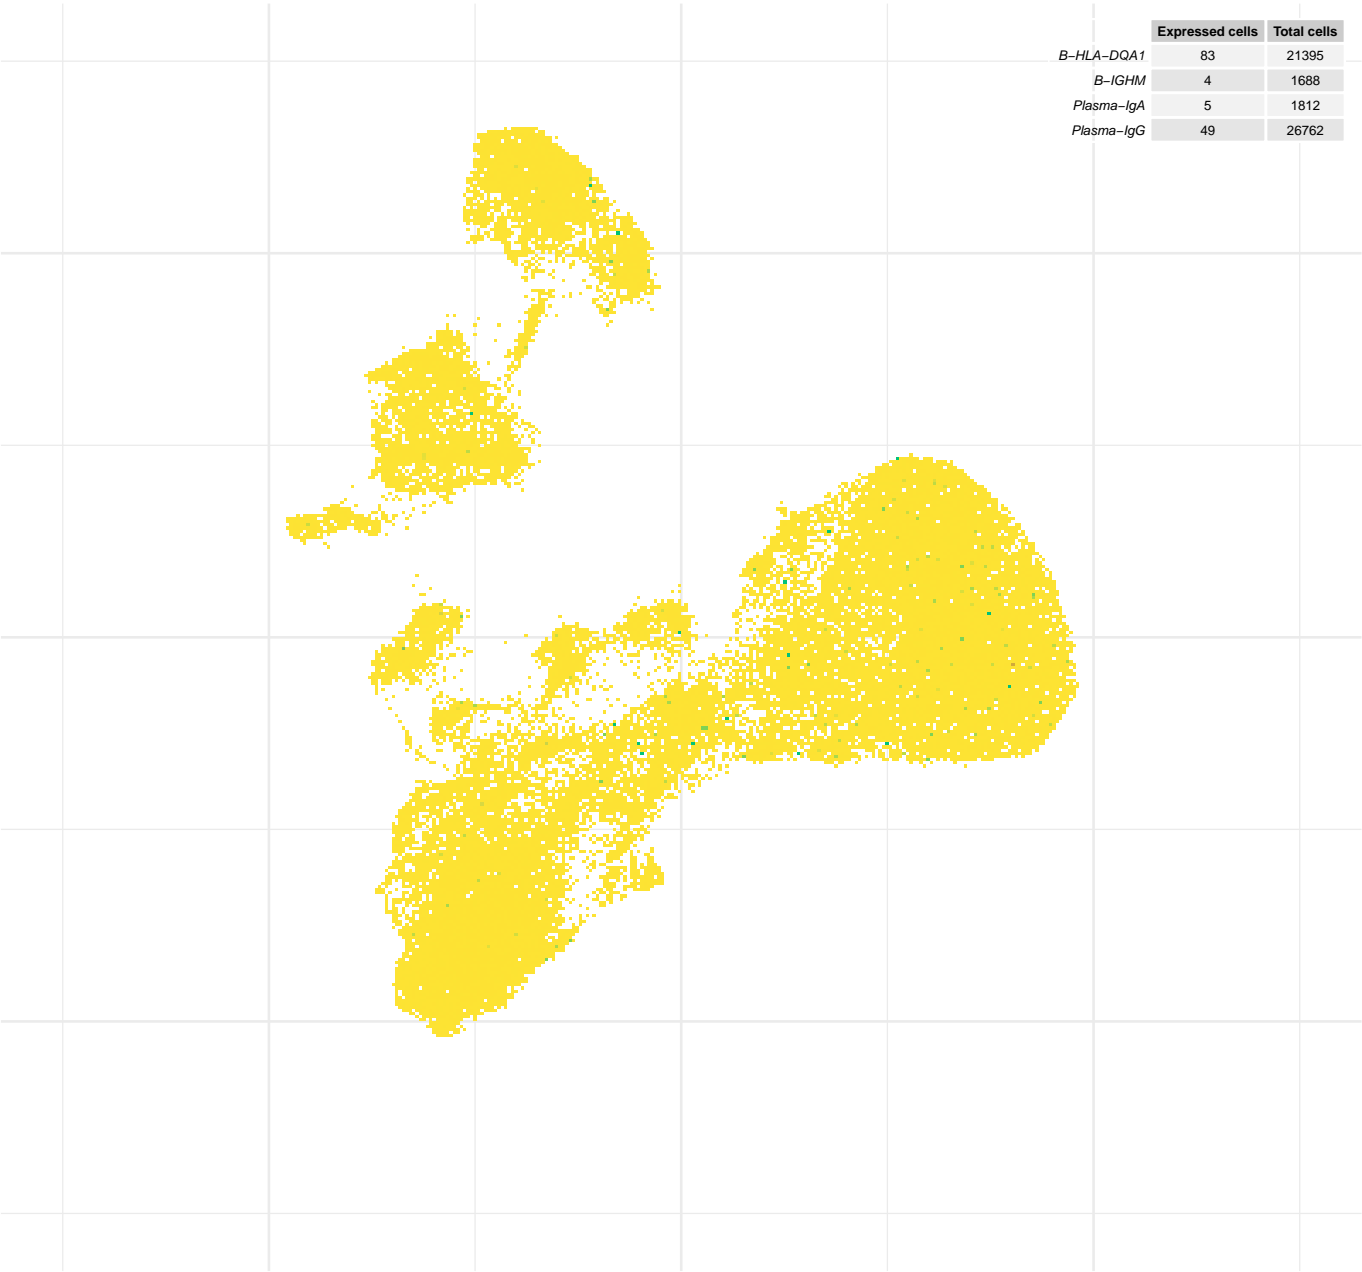 Expressed cells Total cells
B−HLA−DQA1 83 21395
B−IGHM 4 1688
Plasma−IgA 5 1812
Plasma−IgG 49 26762